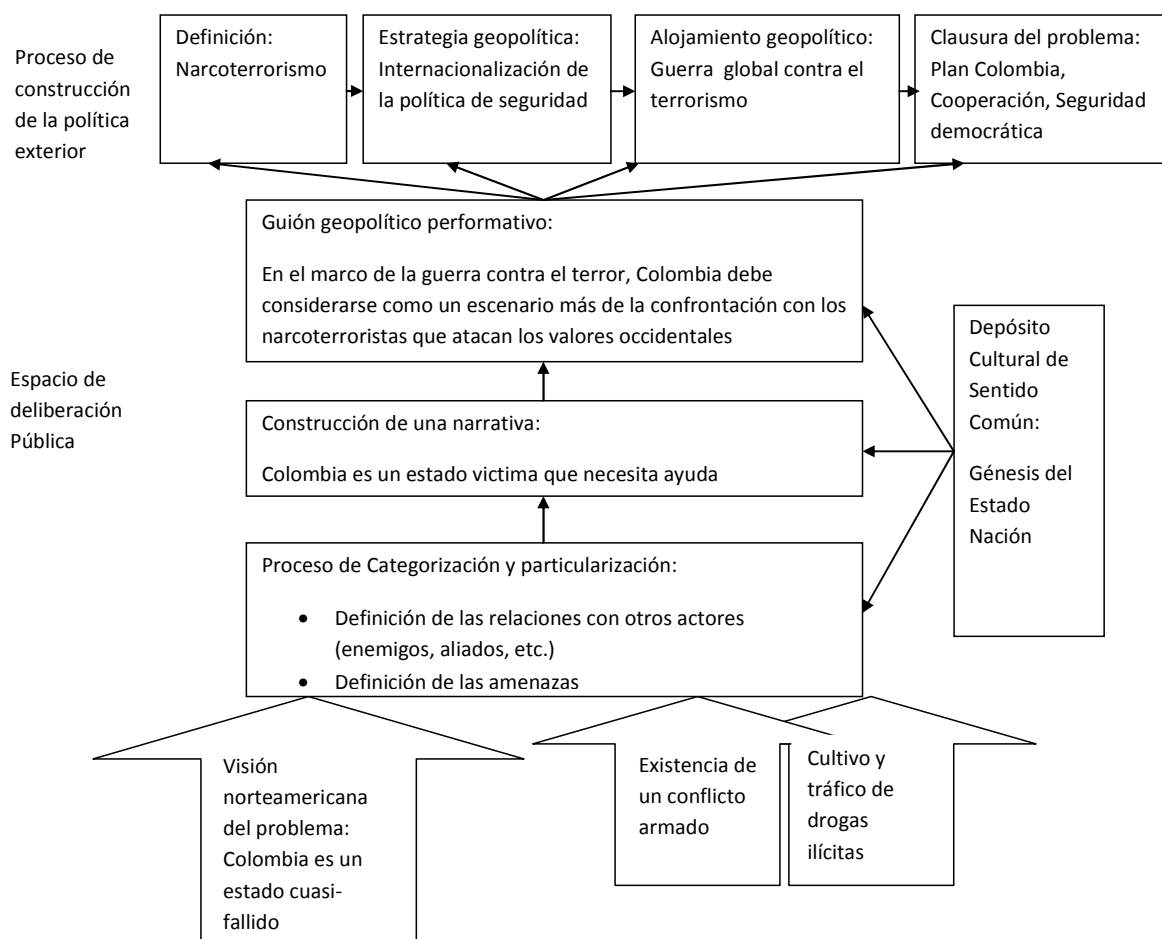 Proceso de
construcción
de la política
exterior
Definición:
Narcoterrorismo
Estrategia geopolítica:
Internacionalización de
la política de seguridad
Alojamiento geopolítico:
Guerra  global contra el
terrorismo
Clausura del problema:
Plan Colombia,
Cooperación, Seguridad
democrática
Guión geopolítico performativo:
En el marco de la guerra contra el terror, Colombia debe
considerarse como un escenario más de la confrontación con los
narcoterroristas que atacan los valores occidentales
Espacio de
deliberación
Pública
Construcción de una narrativa:
Colombia es un estado victima que necesita ayuda
Depósito
Cultural de
Sentido
Común:
Génesis del
Estado
Nación
Proceso de Categorización y particularización:
• Definición de las relaciones con otros actores
(enemigos, aliados, etc.)
• Definición de las amenazas
Visión
norteamericana
del problema:
Colombia es un
estado cuasi-
fallido
Existencia de
un conflicto
armado
Cultivo y
tráfico de
drogas
ilícitas